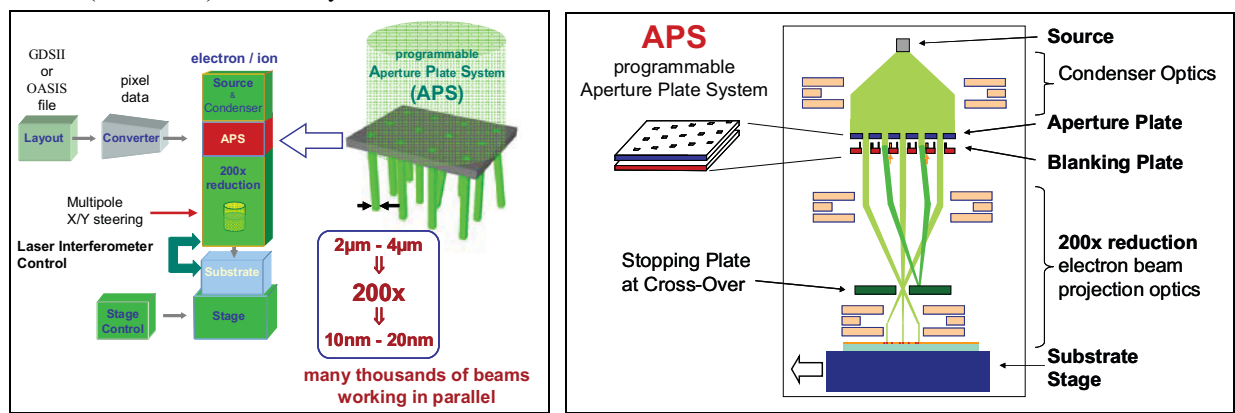 GDSII
or
OASIS
file
pixel
data
electron / ion
Source
&
Condenser
Layout
Converter
APS
200x
reduction
Multipole
X/Y steering
Laser Interferometer
Control
Substrate
Stage
Control
Stage
programmable
Aperture Plate System
(APS)
2µm - 4µm
⇓
200x
⇓
10nm - 20nm
many thousands of beams
working in parallel
APS
programmable
Aperture Plate System
Source
Condenser Optics
Aperture Plate
Blanking Plate
Stopping Plate
at Cross-Over
200x reduction
electron beam
projection optics
Substrate
Stage